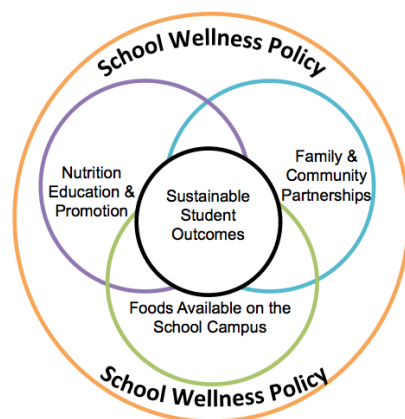 School Wellness Policy
Nutrition
Education &
Promotion
Sustainable
Student
Outcomes
Family &
Community
Partnerships
Foods Available on the
School Campus
School Wellness Policy